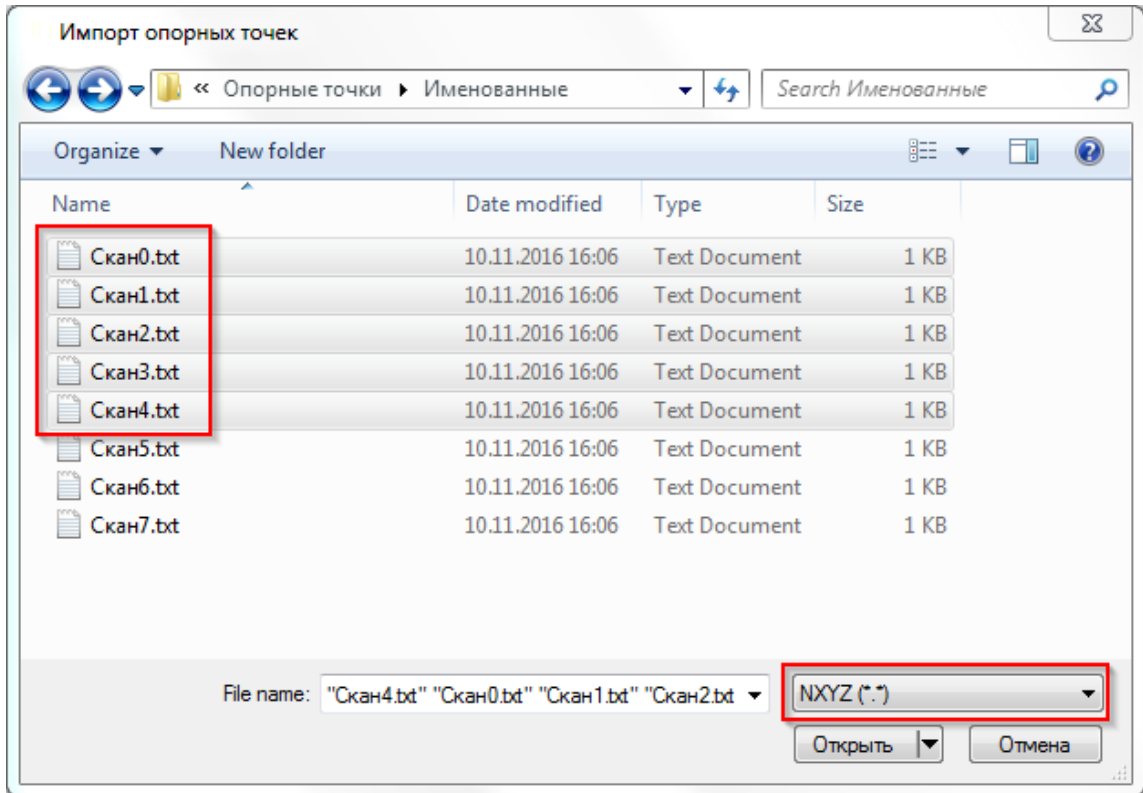 Импорт опорных точек
« Опорные точки Именованные Search Именованные
Organize New folder
Name Date modified Type Size
Скан0.txt 10.11.2016 16:06 Text Document 1 KB
Скан1.txt 10.11.2016 16:06 Text Document 1 KB
Скан2.txt 10.11.2016 16:06 Text Document 1 KB
Скан3.txt 10.11.2016 16:06 Text Document 1 KB
Скан4.txt 10.11.2016 16:06 Text Document 1 KB
Скан5.txt 10.11.2016 16:06 Text Document 1 KB
Скан6.txt 10.11.2016 16:06 Text Document 1 KB
Скан7.txt 10.11.2016 16:06 Text Document 1 KB
File name: "Скан4.txt" "Скан0.txt" "Скан1.txt" "Скан2.txt NXYZ (*.*)
Открыть Отмена